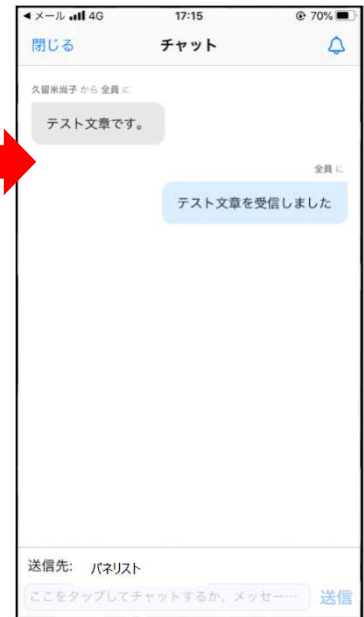 メール 4G 17:15 70%
閉じる チャット
久留米尚子 から 全員 に
テスト文章です。
全員 に
テスト文章を受信しました
送信先: パネリスト
ここをタップしてチャットするか、メッセー… 送信